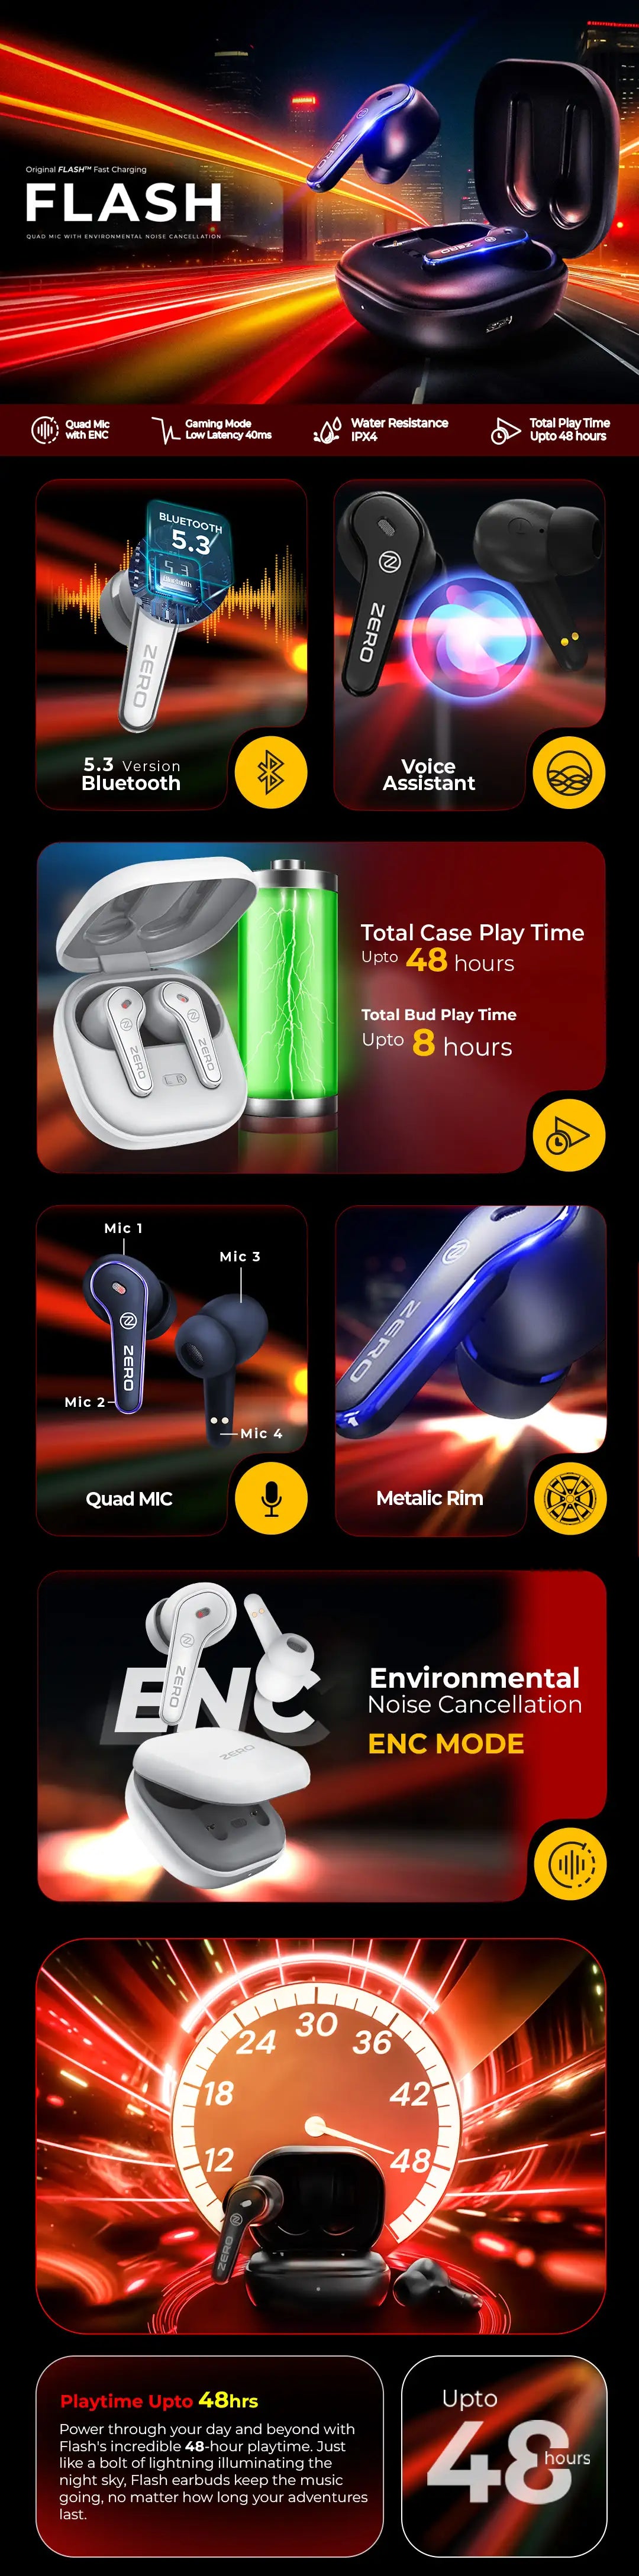 Original FLASH™ Fast Charging
FLASH
QUAD MIC WITH ENVIRONMENTAL NOISE CANCELLATION
ZERO
ZERO
Quad Mic
with ENC
Gaming Mode
Low Latency 40ms
Water Resistance
IPX4
Total Play Time
Upto 48 hours
BLUETOOTH
5.3
5.3
Bluetooth
ZERO
5.3 Version
Bluetooth
ZERO
Voice
Assistant
ZERO
ZERO
L R
Total Case Play Time
Upto 48 hours
Total Bud Play Time
Upto 8 hours
Mic 1
Mic 3
ZERO
Mic 2
Mic 4
Quad MIC
ZERO
Metalic Rim
ENC
ZERO
ZERO
Environmental
Noise Cancellation
ENC MODE
12
18
24
30
36
42
48
ZERO
Playtime Upto 48hrs
Power through your day and beyond with
Flash's incredible 48-hour playtime. Just
like a bolt of lightning illuminating the
night sky, Flash earbuds keep the music
going, no matter how long your adventures
last.
Upto
48
hours